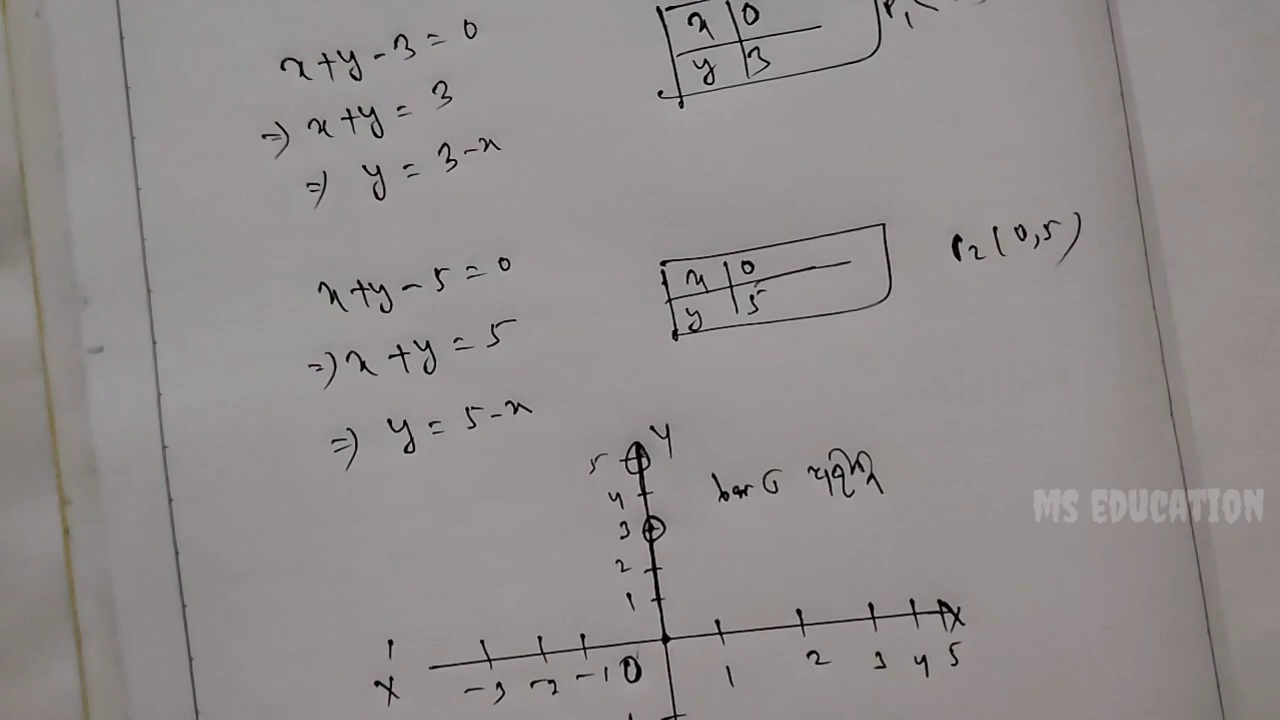 x+y-3=0
⇒ x+y=3
⇒ y=3-x
x 0
y 3
x+y-5=0
⇒ x+y=5
⇒ y=5-x
x 0
y 5
P2(0,5)
Y
5
4
3
2
1
X
-3 -2 -1 0 1 2 3 4 5
X
MS EDUCATION